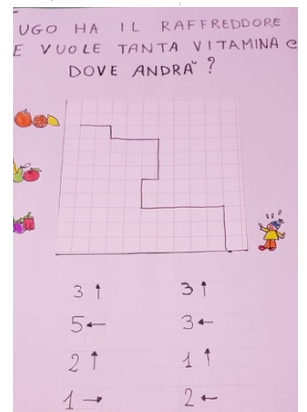 UGO HA IL RAFFREDDORE
E VUOLE TANTA VITAMINA C
DOVE ANDRÀ?
3 ↑ 3 ↑
5 ← 3 ←
2 ↑ 1 ↑
1 → 2 ←